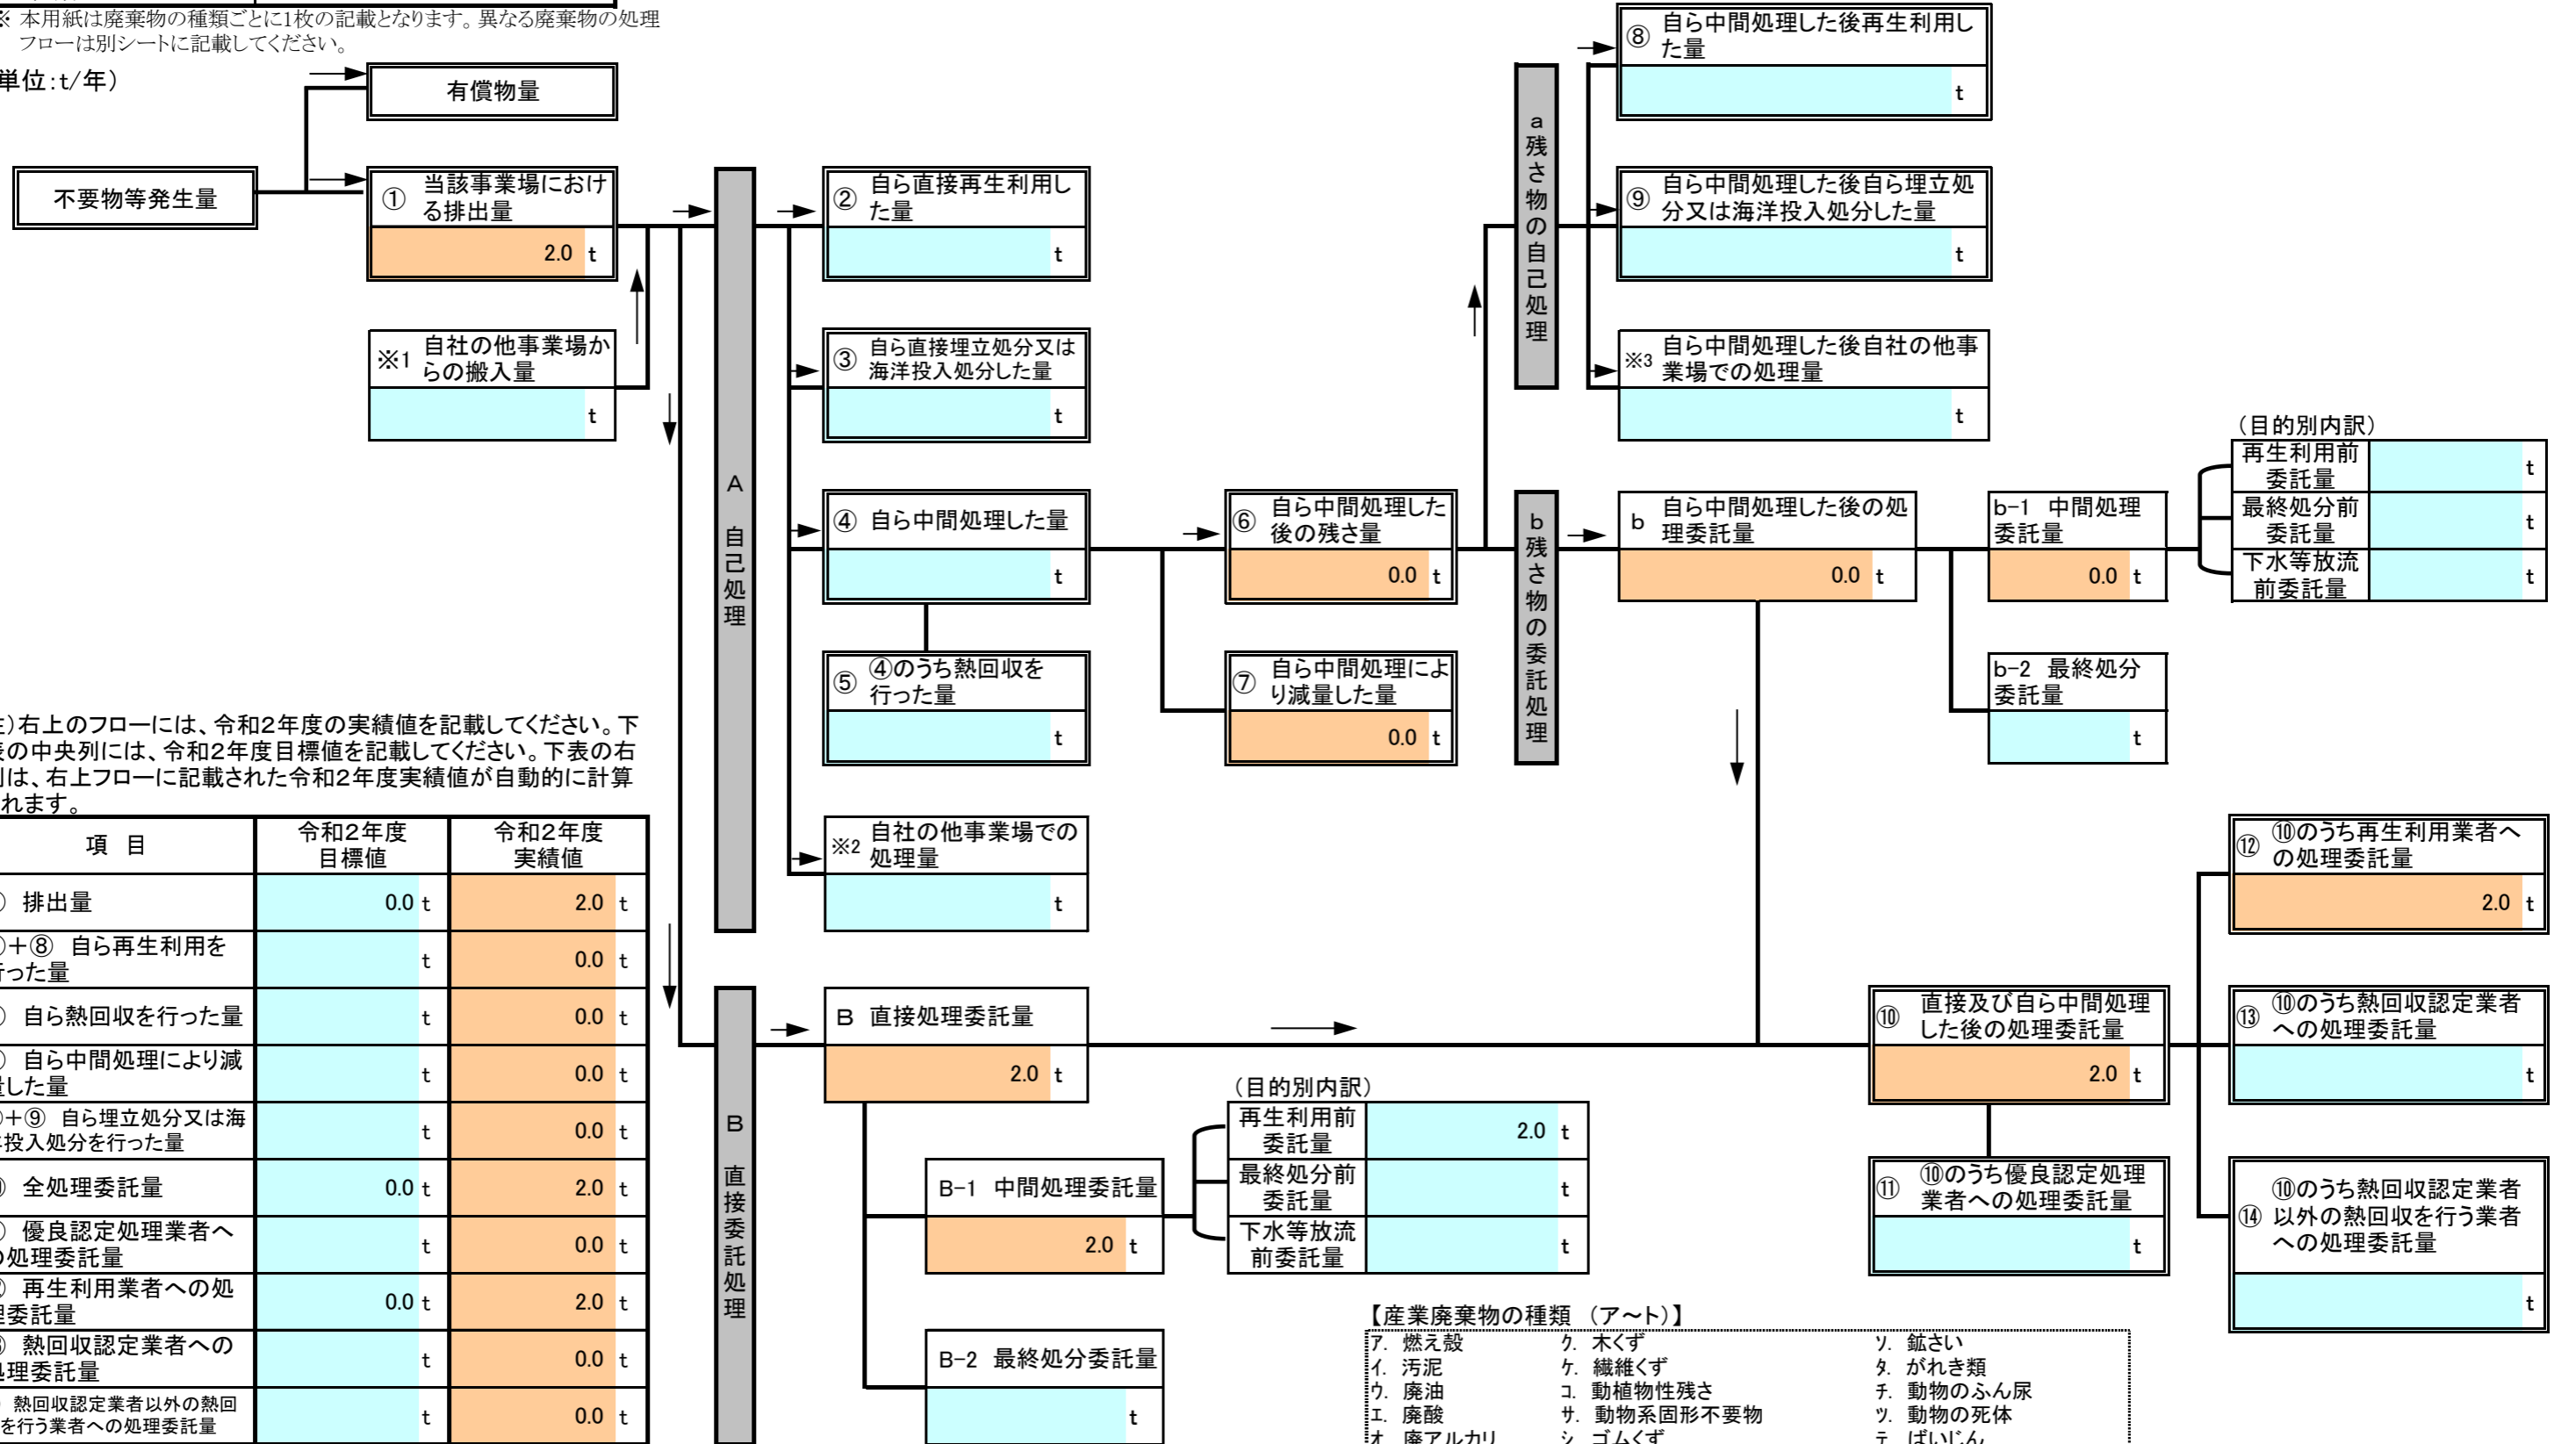 ※ 本用紙は廃棄物の種類ごとに1枚の記載となります。異なる廃棄物の処理
フローは別シートに記載してください。
単位:t/年)
有償物量
不要物等発生量
① 当該事業場におけ
る排出量
2.0 t
※1 自社の他事業場か
らの搬入量
t
A 自己処理
② 自ら直接再生利用し
た量
t
③ 自ら直接埋立処分又は
海洋投入処分した量
t
④ 自ら中間処理した量
t
⑤ ④のうち熱回収を
行った量
t
※2 自社の他事業場での
処理量
t
⑥ 自ら中間処理した
後の残さ量
0.0 t
⑦ 自ら中間処理によ
り減量した量
0.0 t
a残さ物の自己処理
⑧ 自ら中間処理した後再生利用し
た量
t
⑨ 自ら中間処理した後自ら埋立処
分又は海洋投入処分した量
t
※3 自ら中間処理した後自社の他事
業場での処理量
t
b残さ物の委託処理
b 自ら中間処理した後の処
理委託量
0.0 t
b-1 中間処理
委託量
0.0 t
b-2 最終処分
委託量
t
(目的別内訳)
再生利用前
委託量 t
最終処分前
委託量 t
下水等放流
前委託量 t
右上のフローには、令和2年度の実績値を記載してください。下
の中央列には、令和2年度目標値を記載してください。下表の右
は、右上フローに記載された令和2年度実績値が自動的に計算
れます。
項 目 令和2年度
目標値 令和2年度
実績値
排出量 0.0 t 2.0 t
+⑧ 自ら再生利用を
った量 t 0.0 t
自ら熱回収を行った量 t 0.0 t
自ら中間処理により減
した量 t 0.0 t
+⑨ 自ら埋立処分又は海
投入処分を行った量 t 0.0 t
全処理委託量 0.0 t 2.0 t
優良認定処理業者へ
処理委託量 t 0.0 t
再生利用業者への処
委託量 0.0 t 2.0 t
熱回収認定業者への
理委託量 t 0.0 t
熱回収認定業者以外の熱回
を行う業者への処理委託量 t 0.0 t
B 直接委託処理
B 直接処理委託量
2.0 t
B-1 中間処理委託量
2.0 t
B-2 最終処分委託量
t
(目的別内訳)
再生利用前
委託量 2.0 t
最終処分前
委託量 t
下水等放流
前委託量 t
⑩ 直接及び自ら中間処理
した後の処理委託量
2.0 t
⑪ ⑩のうち優良認定処理
業者への処理委託量
t
⑫ ⑩のうち再生利用業者へ
の処理委託量
2.0 t
⑬ ⑩のうち熱回収認定業者
への処理委託量
t
⑭ ⑩のうち熱回収認定業者
以外の熱回収を行う業者
への処理委託量
t
【産業廃棄物の種類 (ア~ト)】
ア. 燃え殻 ク. 木くず ソ. 鉱さい
イ. 汚泥 ケ. 繊維くず タ. がれき類
ウ. 廃油 コ. 動植物性残さ チ. 動物のふん尿
エ. 廃酸 サ. 動物系固形不要物 ツ. 動物の死体
オ. 廃アルカリ シ. ゴムくず テ. ばいじん